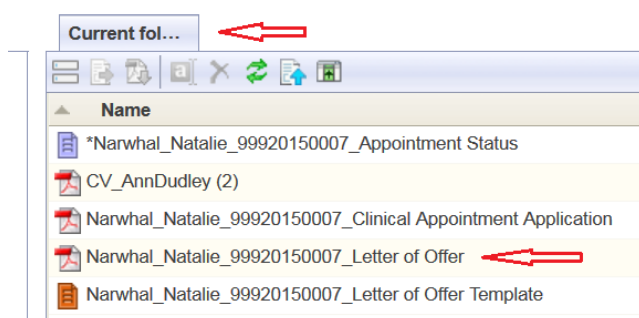 Current fol...
Name
*Narwhal_Natalie_99920150007_Appointment Status
CV_AnnDudley (2)
Narwhal_Natalie_99920150007_Clinical Appointment Application
Narwhal_Natalie_99920150007_Letter of Offer
Narwhal_Natalie_99920150007_Letter of Offer Template